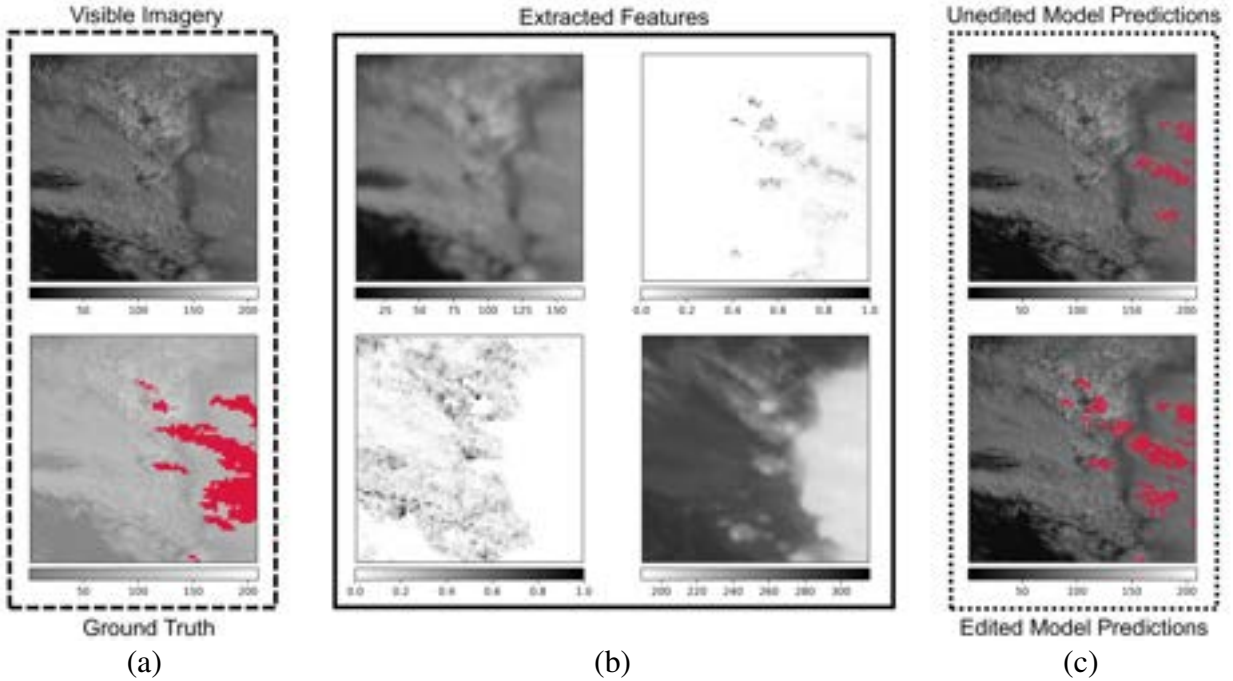 Visible Imagery
Extracted Features
Unedited Model Predictions
50 100 150 200
25 50 75 100 125 150
0.0 0.2 0.4 0.6 0.8 1.0
50 100 150 200
50 100 150 200
0.0 0.2 0.4 0.6 0.8 1.0
200 220 240 260 280 300
50 100 150 200
Ground Truth
Edited Model Predictions
(a)
(b)
(c)